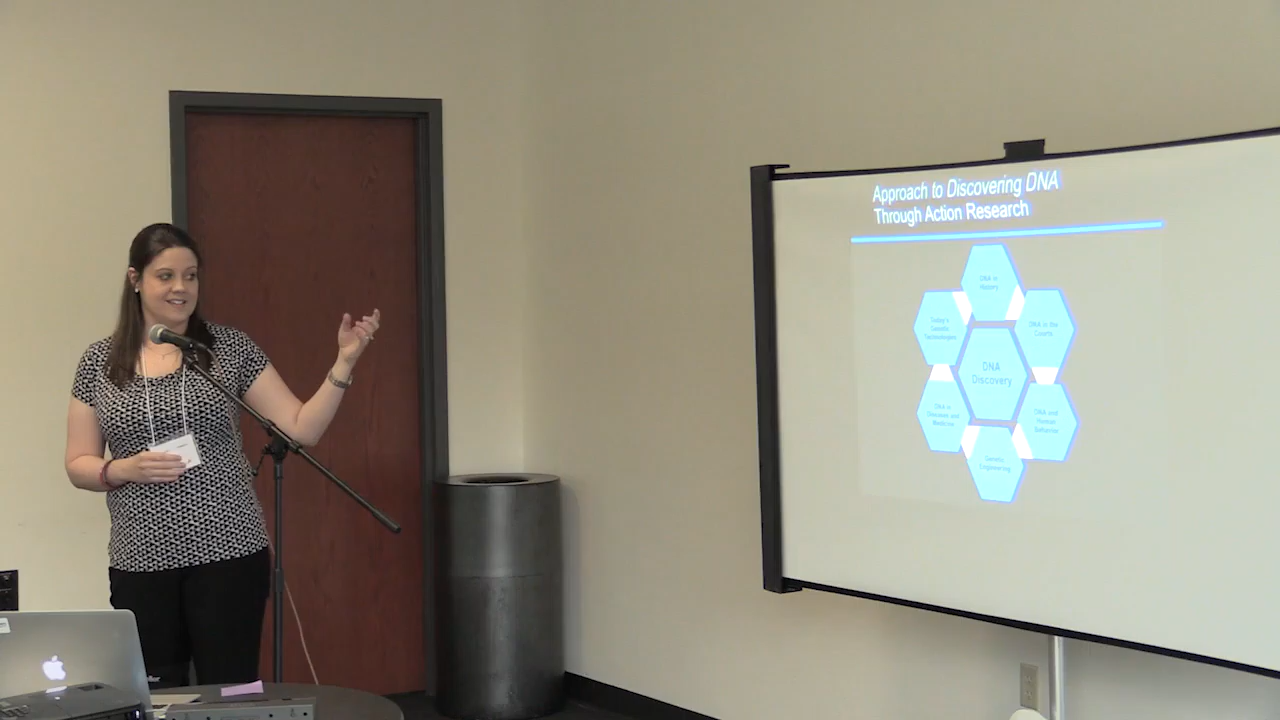 Approach to Discovering DNA
Through Action Research
DNA in
History
Today's
Genetic
Technologies
DNA in the
Courts
DNA
Discovery
DNA in
Diseases and
Medicine
DNA and
Human
Behavior
Genetic
Engineering